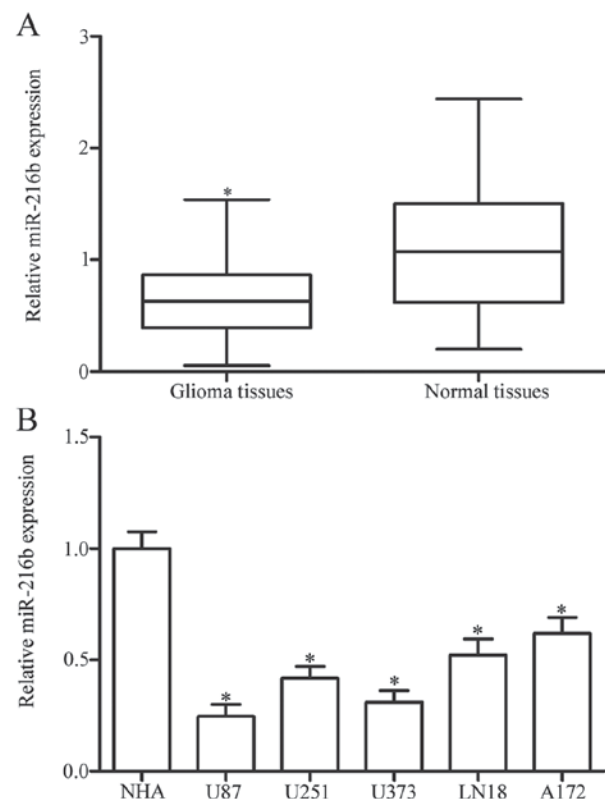 A
Relative miR-216b expression
3
2
1
0
*
Glioma tissues
Normal tissues
B
Relative miR-216b expression
1.5
1.0
0.5
0.0
*
*
*
*
*
NHA
U87
U251
U373
LN18
A172